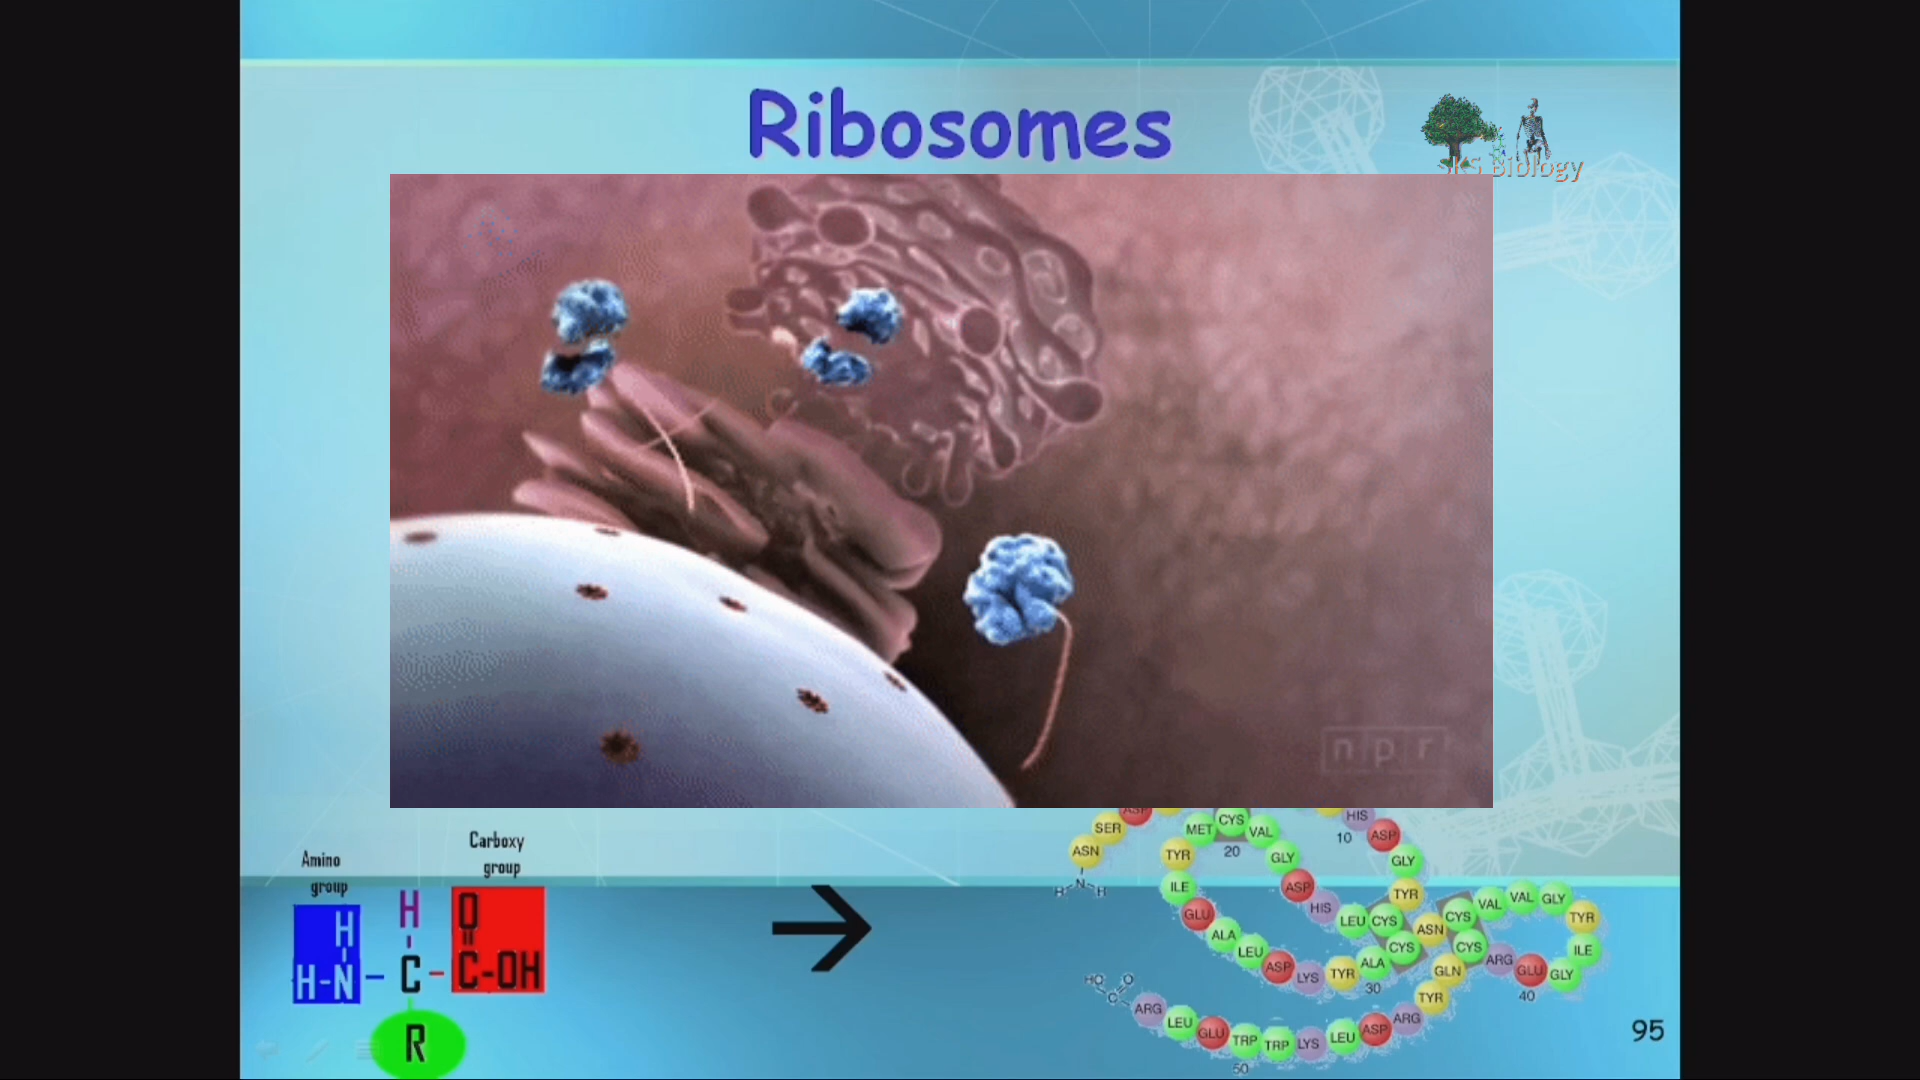 Ribosomes
SKS Biology
npr
Amino
group
Carboxy
group
H
H-N
H
C
O
C-OH
R
ASN
SER
ASP
H N H
TYR
MET
CYS
VAL
20
GLY
ASP
HIS
LEU
CYS
HIS
10
ASP
GLY
TYR
ILE
GLU
ALA
LEU
ASP
LYS
TYR
ALA
30
CYS
ASN
CYS
VAL
VAL
GLY
TYR
ILE
GLY
GLU
40
ARG
CYS
GLN
TYR
ARG
ASP
LEU
LYS
TRP
TRP
50
GLU
LEU
ARG
HO C O
95